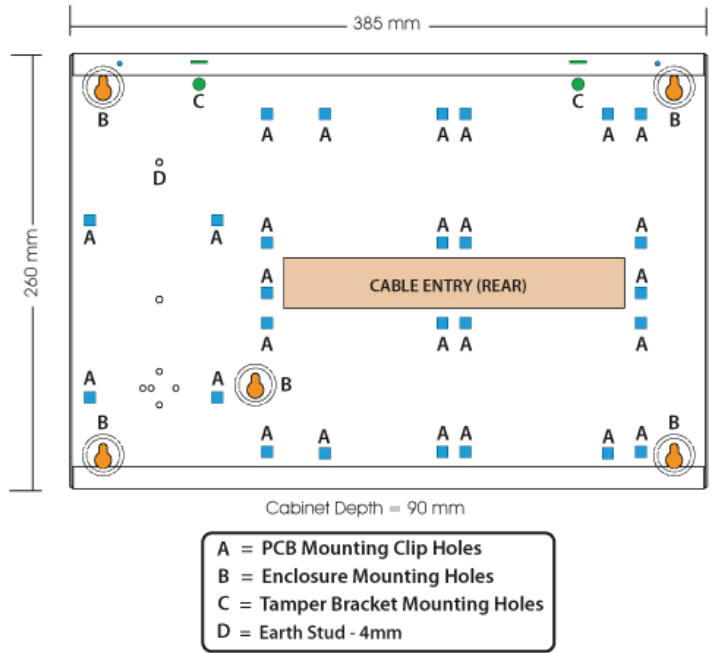 385 mm
260 mm
B C C B
A A A A A A
D
A A A A
A A
A A
CABLE ENTRY (REAR)
A A A A
A A B
B A A A A A A B
Cabinet Depth = 90 mm
A = PCB Mounting Clip Holes
B = Enclosure Mounting Holes
C = Tamper Bracket Mounting Holes
D = Earth Stud - 4mm